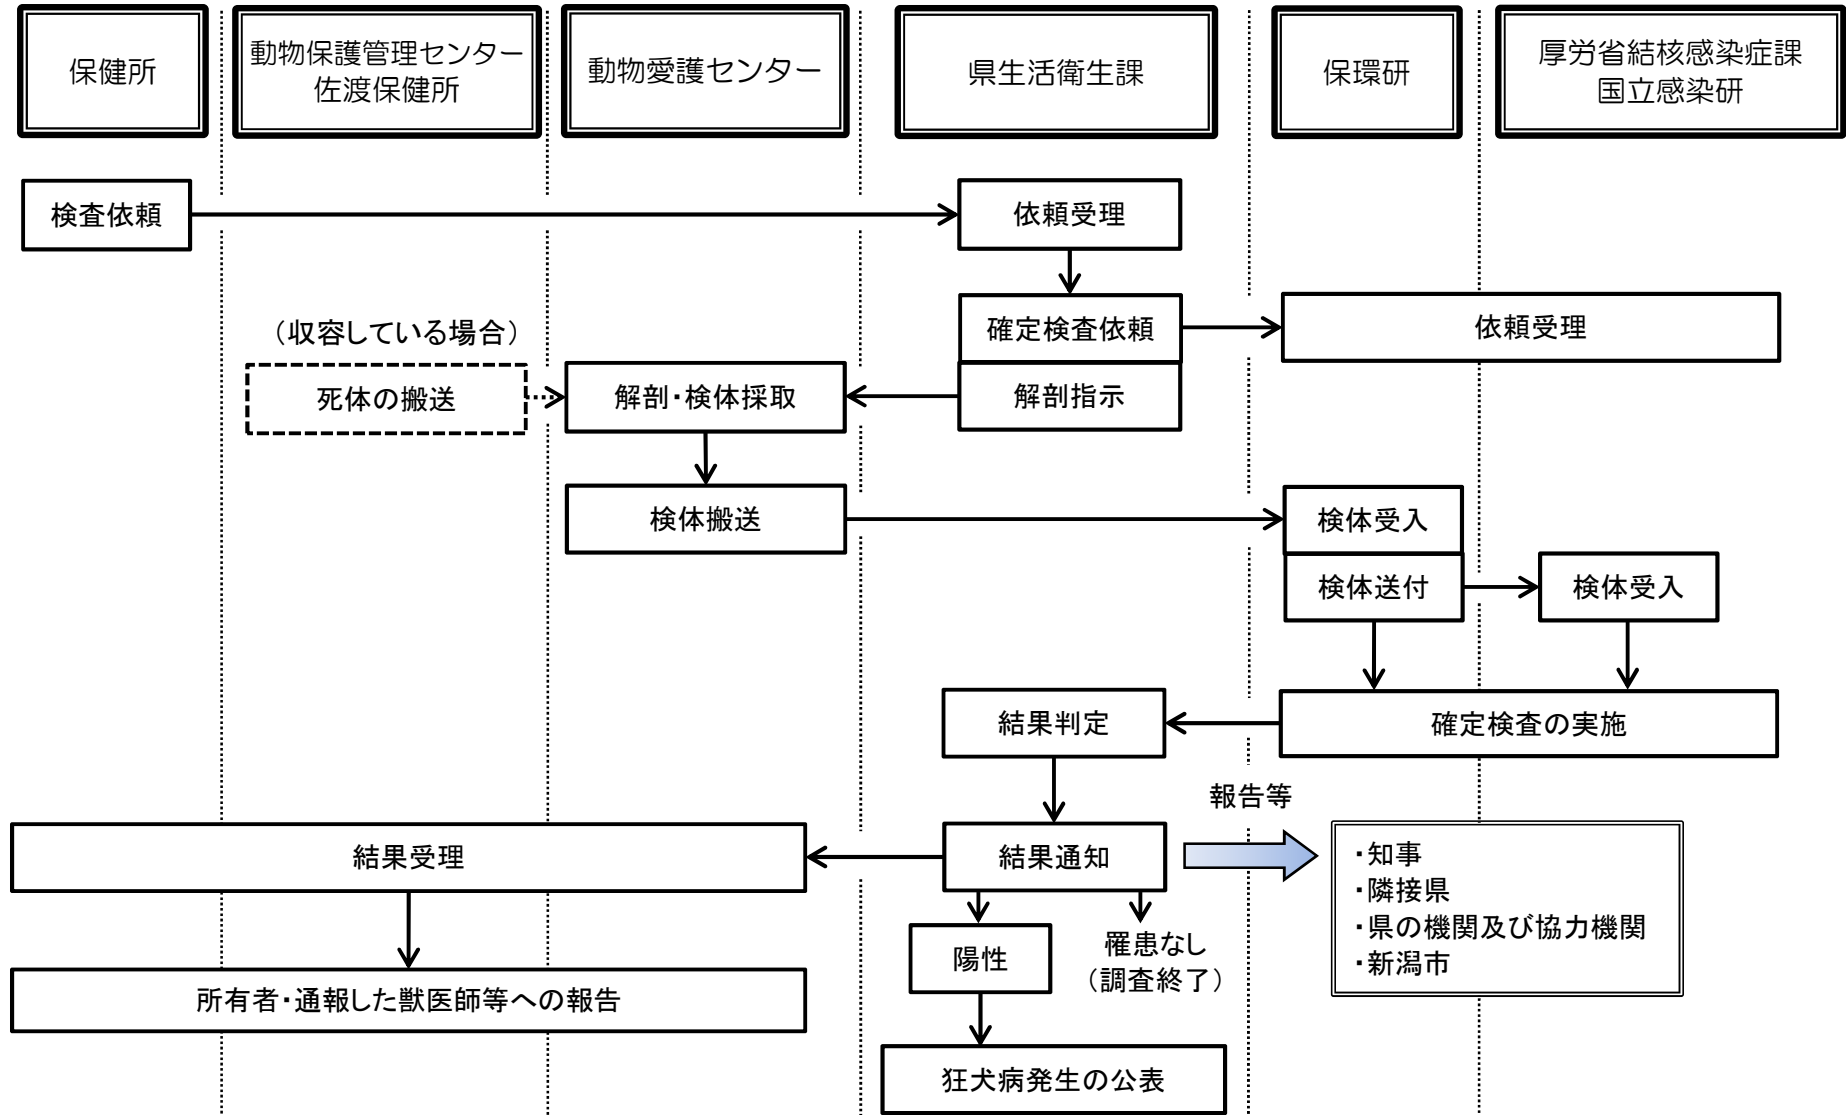 保健所
動物保護管理センター
佐渡保健所
動物愛護センター
県生活衛生課
保環研
厚労省結核感染症課
国立感染研
検査依頼
依頼受理
確定検査依頼
依頼受理
（収容している場合）
死体の搬送
解剖・検体採取
解剖指示
検体搬送
検体受入
検体送付
検体受入
結果判定
確定検査の実施
報告等
結果受理
結果通知
・知事
・隣接県
・県の機関及び協力機関
・新潟市
陽性
罹患なし
（調査終了）
所有者・通報した獣医師等への報告
狂犬病発生の公表